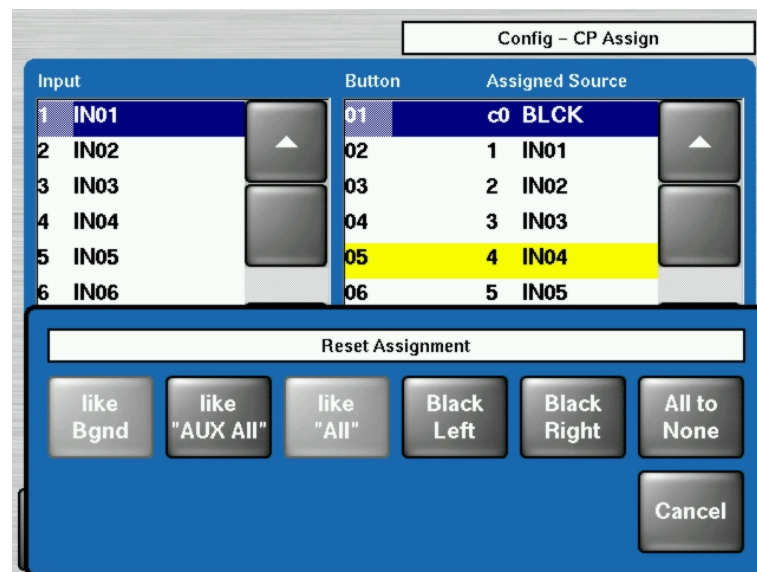 Config – CP Assign
Input Button Assigned Source
1 IN01 01 c0 BLCK
2 IN02 02 1 IN01
3 IN03 03 2 IN02
4 IN04 04 3 IN03
5 IN05 05 4 IN04
6 IN06 06 5 IN05
Reset Assignment
like Bgnd
like "AUX All"
like "All"
Black Left
Black Right
All to None
Cancel